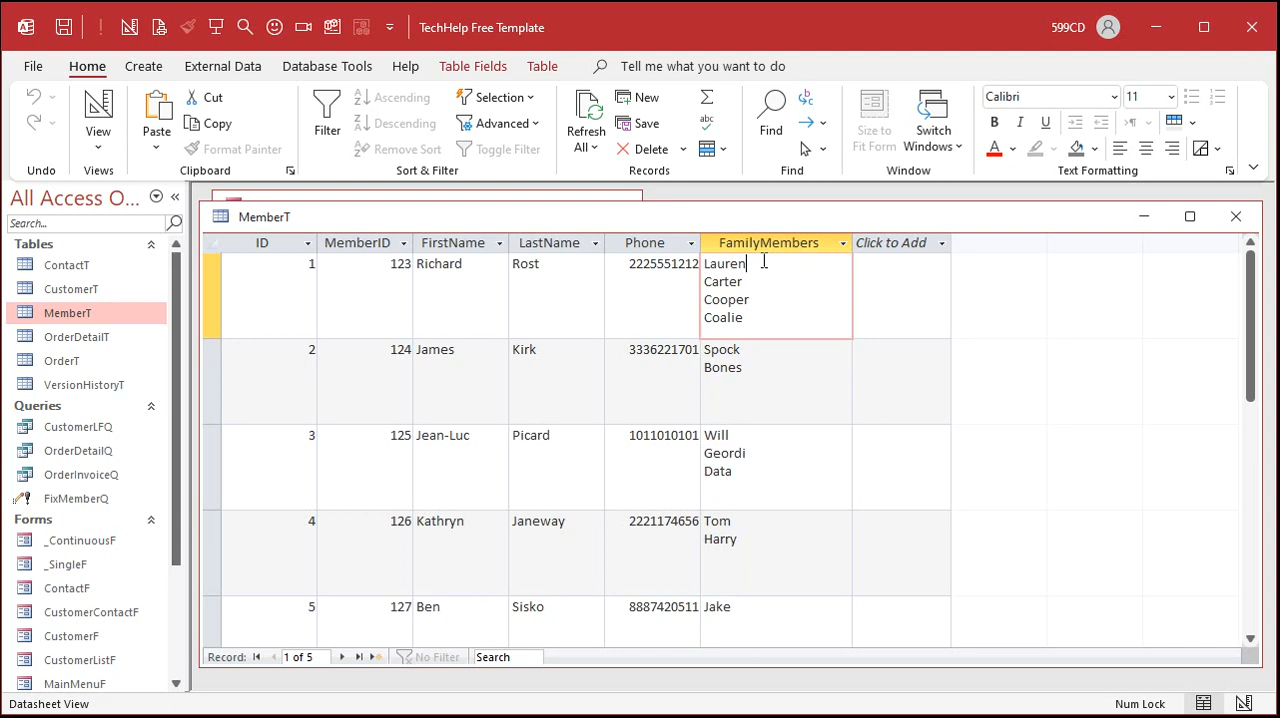 TechHelp Free Template
599CD
File Home Create External Data Database Tools Help Table Fields Table Tell me what you want to do
View
Paste
Cut
Copy
Format Painter
Filter
Ascending
Descending
Remove Sort
Selection
Advanced
Toggle Filter
Refresh
All
New
Save
Delete
Find
Size to
Fit Form
Switch
Windows
Calibri 11
B I U
Undo Views Clipboard Sort & Filter Records Find Window Text Formatting
All Access O...
Search...
Tables
ContactT
CustomerT
MemberT
OrderDetailT
OrderT
VersionHistoryT
Queries
CustomerLFQ
OrderDetailQ
OrderInvoiceQ
FixMemberQ
Forms
_ContinuousF
_SingleF
ContactF
CustomerContactF
CustomerF
CustomerListF
MainMenuF
MemberT
ID MemberID FirstName LastName Phone FamilyMembers Click to Add
1 123 Richard Rost 2225551212 Lauren
Carter
Cooper
Coalie
2 124 James Kirk 3336221701 Spock
Bones
3 125 Jean-Luc Picard 1011010101 Will
Geordi
Data
4 126 Kathryn Janeway 2221174656 Tom
Harry
5 127 Ben Sisko 8887420511 Jake
Record: 1 of 5 No Filter Search
Datasheet View Num Lock